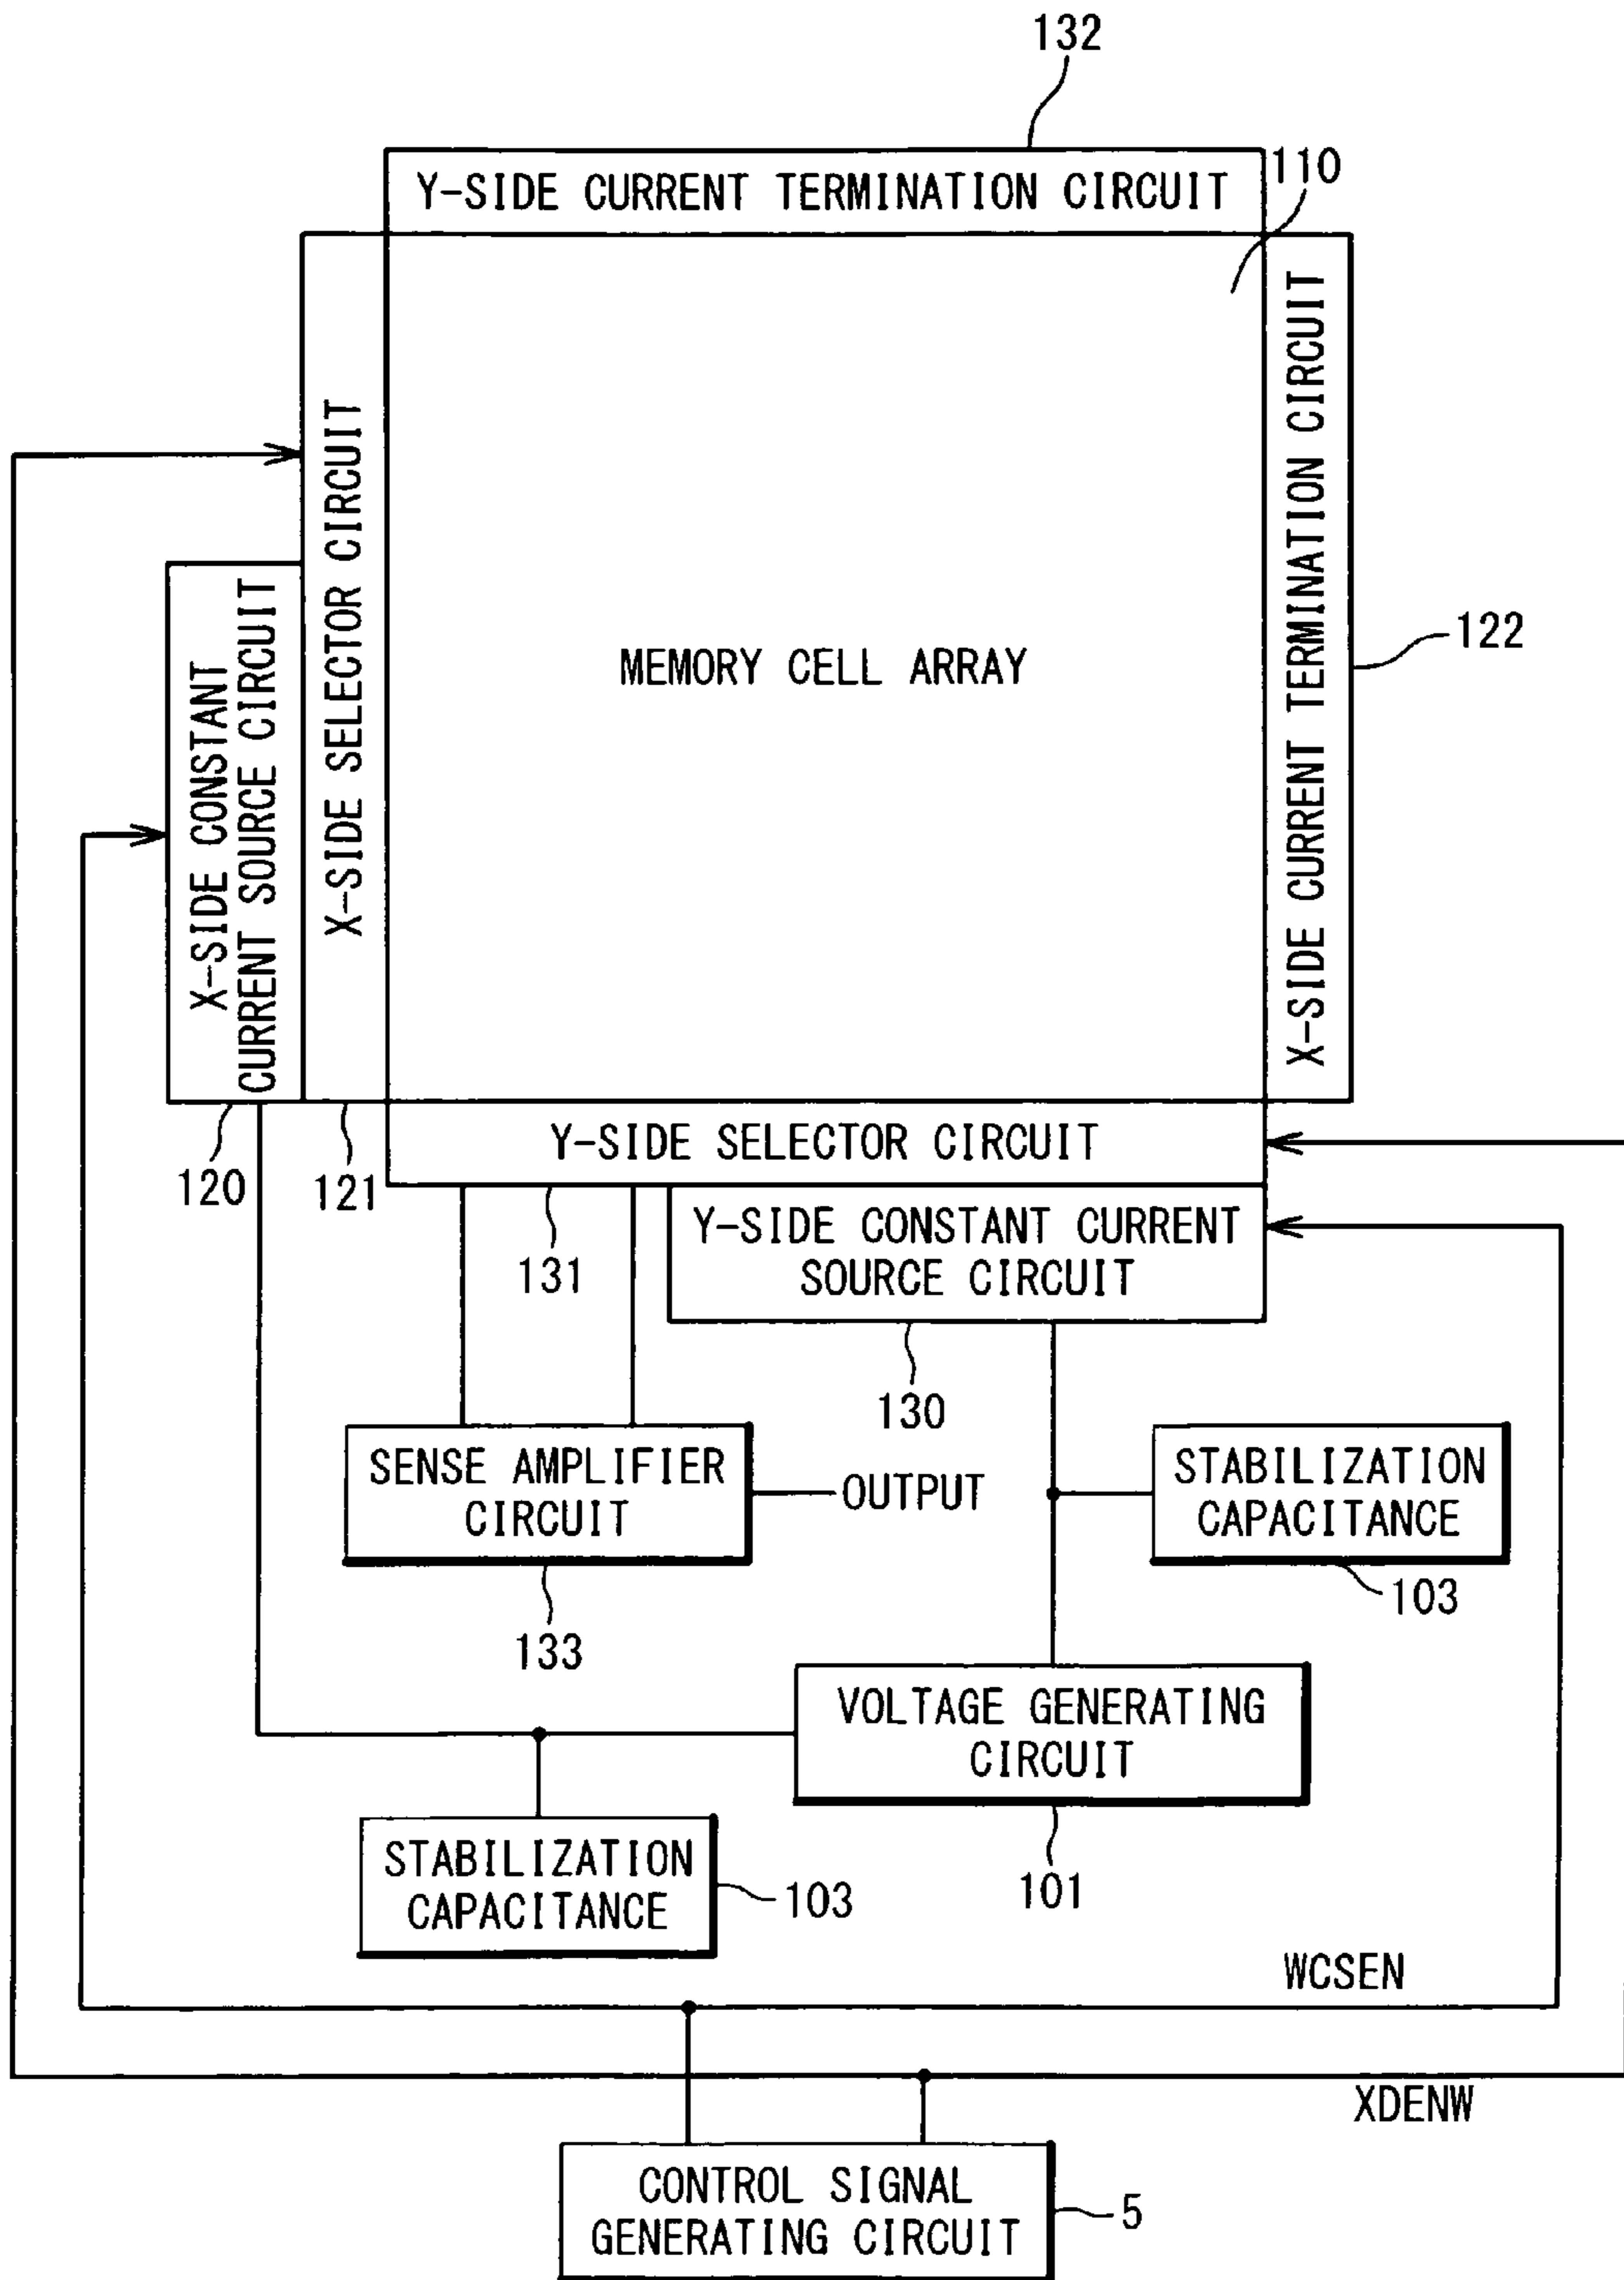 132
Y-SIDE CURRENT TERMINATION CIRCUIT
110
X-SIDE CURRENT TERMINATION CIRCUIT
122
X-SIDE SELECTOR CIRCUIT
X-SIDE CONSTANT
CURRENT SOURCE CIRCUIT
MEMORY CELL ARRAY
120
121
Y-SIDE SELECTOR CIRCUIT
131
Y-SIDE CONSTANT CURRENT
SOURCE CIRCUIT
130
SENSE AMPLIFIER
CIRCUIT
OUTPUT
133
STABILIZATION
CAPACITANCE
103
VOLTAGE GENERATING
CIRCUIT
101
STABILIZATION
CAPACITANCE
103
WCSEN
XDENW
CONTROL SIGNAL
GENERATING CIRCUIT
5